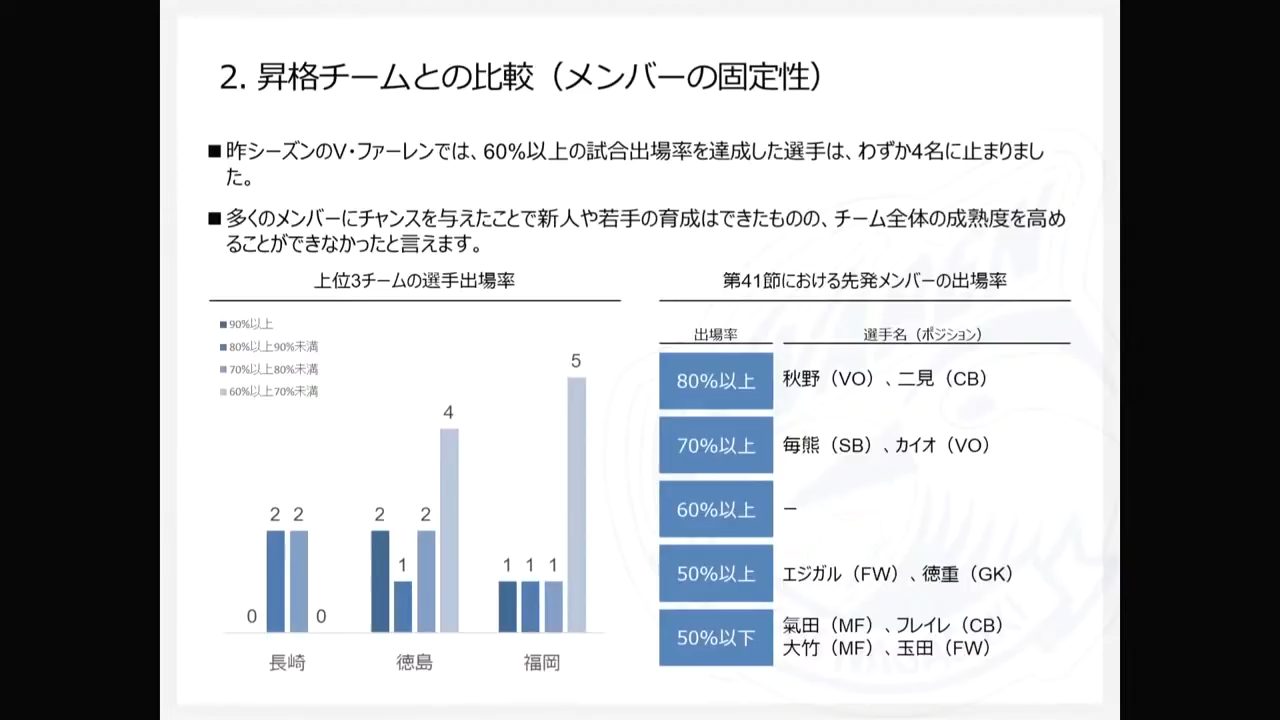 2. 昇格チームとの比較（メンバーの固定性）
■昨シーズンのV・ファーレンでは、60%以上の試合出場率を達成した選手は、わずか4名に止まりまし
た。
■多くのメンバーにチャンスを与えたことで新人や若手の育成はできたものの、チーム全体の成熟度を高め
ることができなかったと言えます。
上位3チームの選手出場率
■90%以上
■80%以上90%未満
■70%以上80%未満
■60%以上70%未満
0 2 2 0
2 1 2 4
1 1 1 5
長崎 徳島 福岡
第41節における先発メンバーの出場率
出場率 選手名（ポジション）
80%以上 秋野（VO）、二見（CB）
70%以上 毎熊（SB）、カイオ（VO）
60%以上 －
50%以上 エジガル（FW）、徳重（GK）
50%以下 氣田（MF）、フレイレ（CB）
大竹（MF）、玉田（FW）